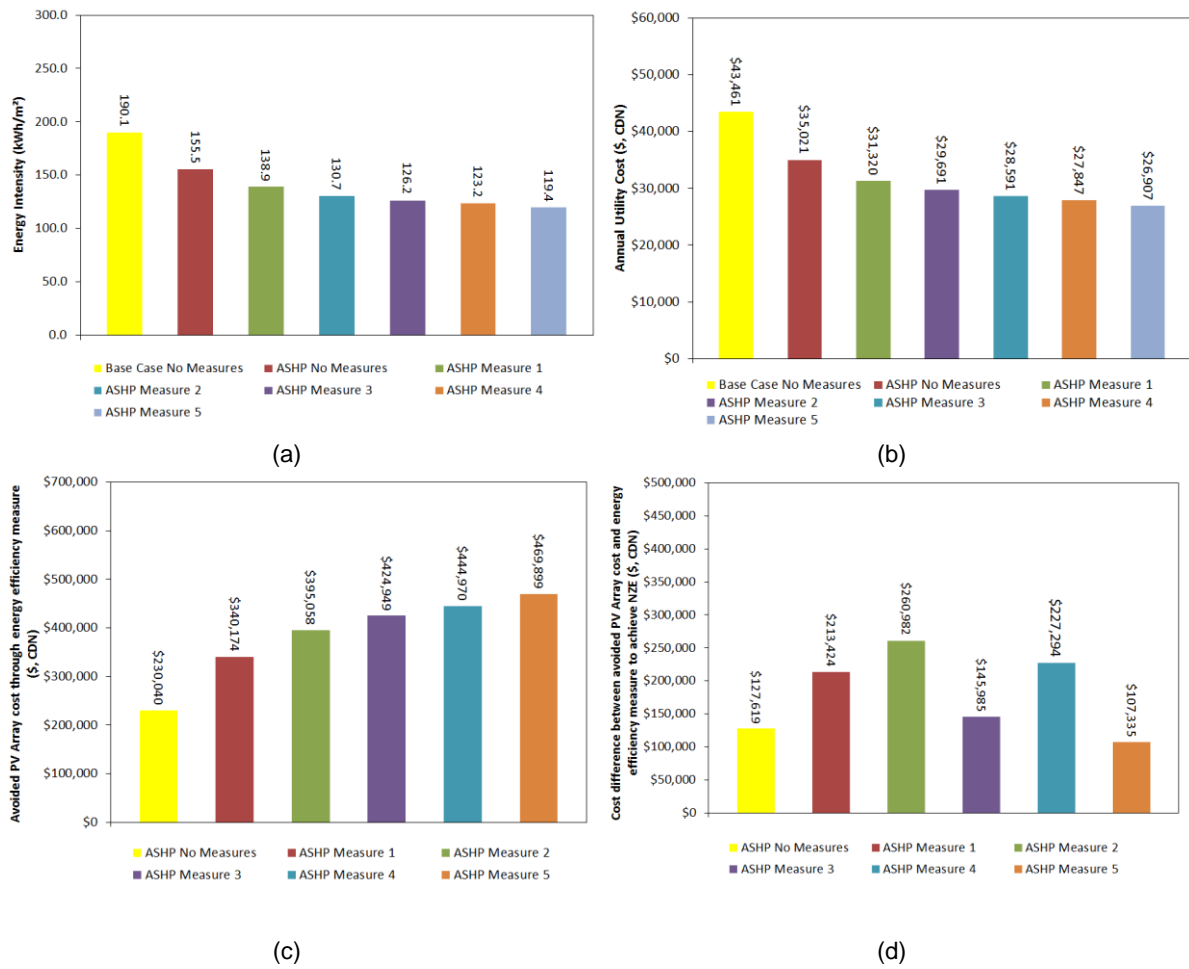 300.0
250.0
200.0
150.0
100.0
50.0
0.0
Energy Intensity (kWh/m²)
190.1
155.5
138.9
130.7
126.2
123.2
119.4
Base Case No Measures
ASHP No Measures
ASHP Measure 1
ASHP Measure 2
ASHP Measure 3
ASHP Measure 4
ASHP Measure 5
(a)
$60,000
$50,000
$40,000
$30,000
$20,000
$10,000
$0
Annual Utility Cost ($, CDN)
$43,461
$35,021
$31,320
$29,691
$28,591
$27,847
$26,907
Base Case No Measures
ASHP No Measures
ASHP Measure 1
ASHP Measure 2
ASHP Measure 3
ASHP Measure 4
ASHP Measure 5
(b)
$700,000
$600,000
$500,000
$400,000
$300,000
$200,000
$100,000
$0
Avoided PV Array cost through energy efficiency measure
($, CDN)
$230,040
$340,174
$395,058
$424,949
$444,970
$469,899
ASHP No Measures
ASHP Measure 1
ASHP Measure 2
ASHP Measure 3
ASHP Measure 4
ASHP Measure 5
(c)
$500,000
$450,000
$400,000
$350,000
$300,000
$250,000
$200,000
$150,000
$100,000
$50,000
$0
Cost difference between avoided PV Array cost and energy
efficiency measure to achieve NZE ($, CDN)
$127,619
$213,424
$260,982
$145,985
$227,294
$107,335
ASHP No Measures
ASHP Measure 1
ASHP Measure 2
ASHP Measure 3
ASHP Measure 4
ASHP Measure 5
(d)